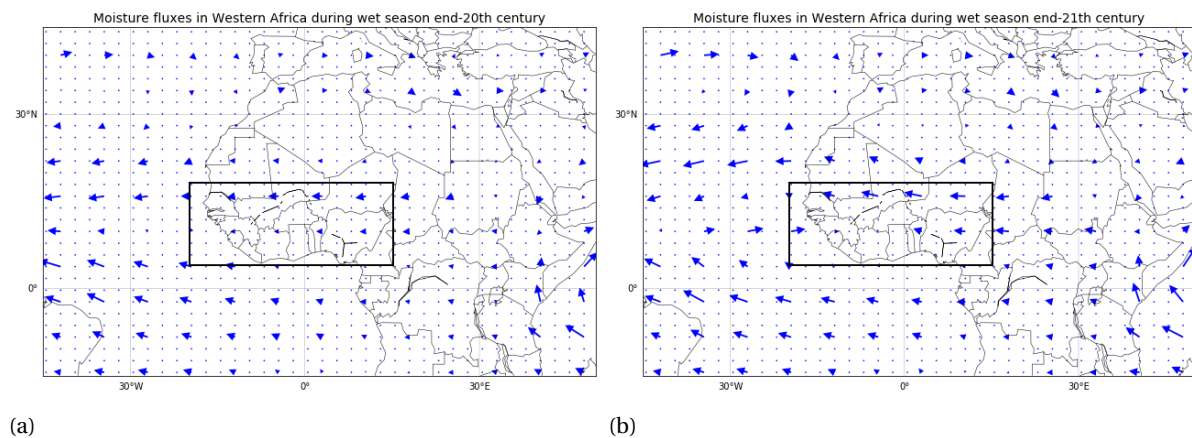 Moisture fluxes in Western Africa during wet season end-20th century
30°N
0°
30°W
0°
30°E
(a)
Moisture fluxes in Western Africa during wet season end-21th century
30°N
0°
30°W
0°
30°E
(b)